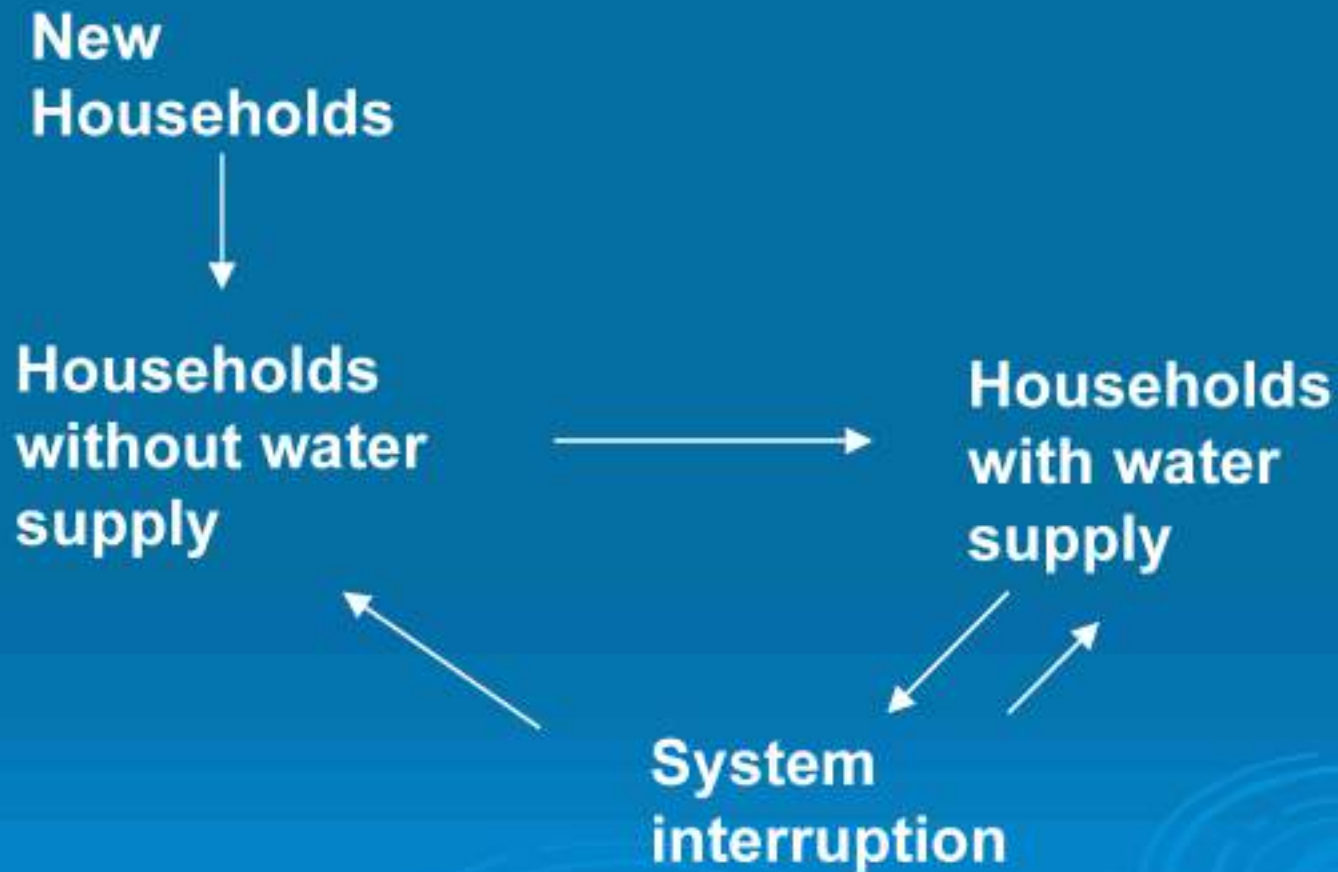 New
Households
Households
without water
supply
Households
with water
supply
System
interruption